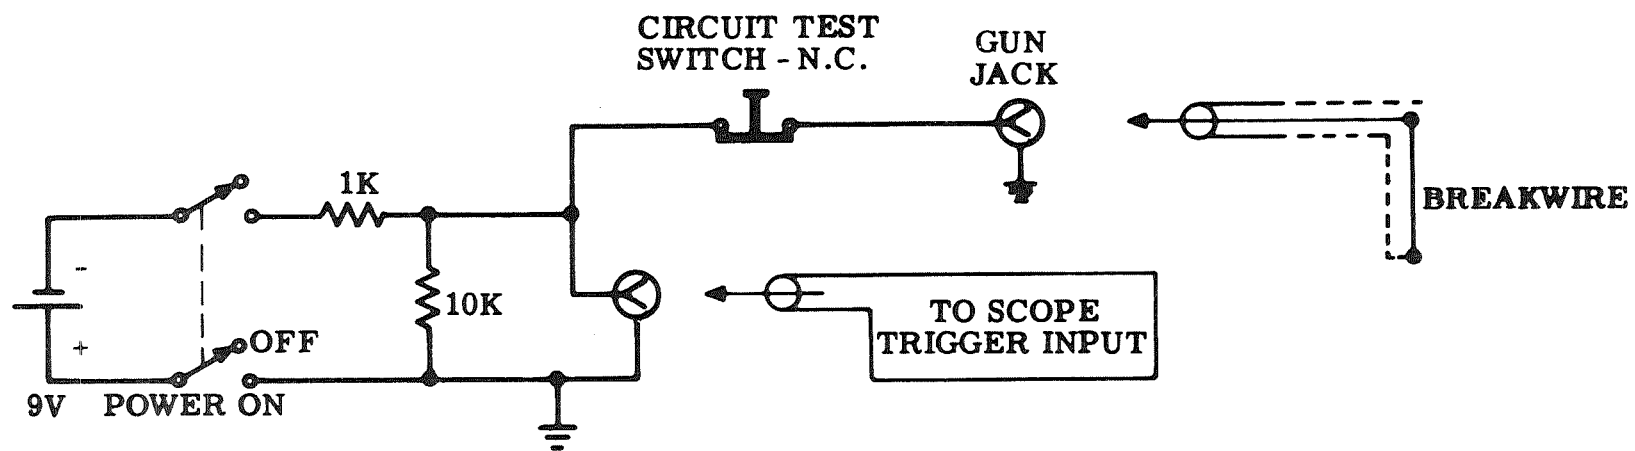 CIRCUIT TEST
SWITCH - N.C.
GUN
JACK
1K
BREAKWIRE
-
10K
TO SCOPE
TRIGGER INPUT
+
OFF
9V
POWER ON